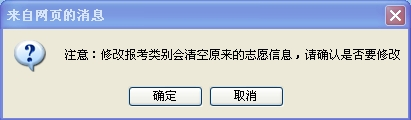 来自网页的消息
注意：修改报考类别会清空原来的志愿信息，请确认是否要修改
确定
取消